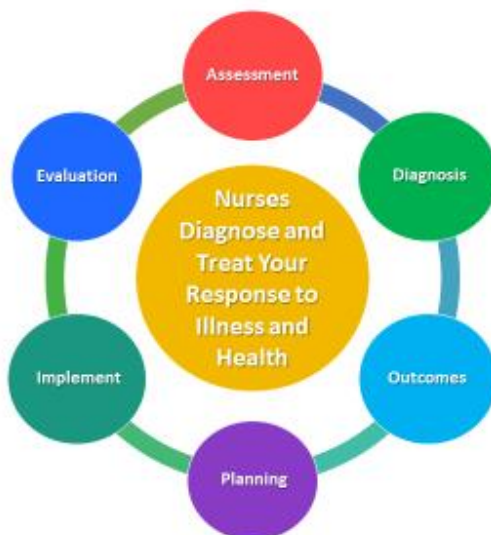 Assessment
Diagnosis
Outcomes
Planning
Implement
Evaluation
Nurses
Diagnose and
Treat Your
Response to
Illness and
Health